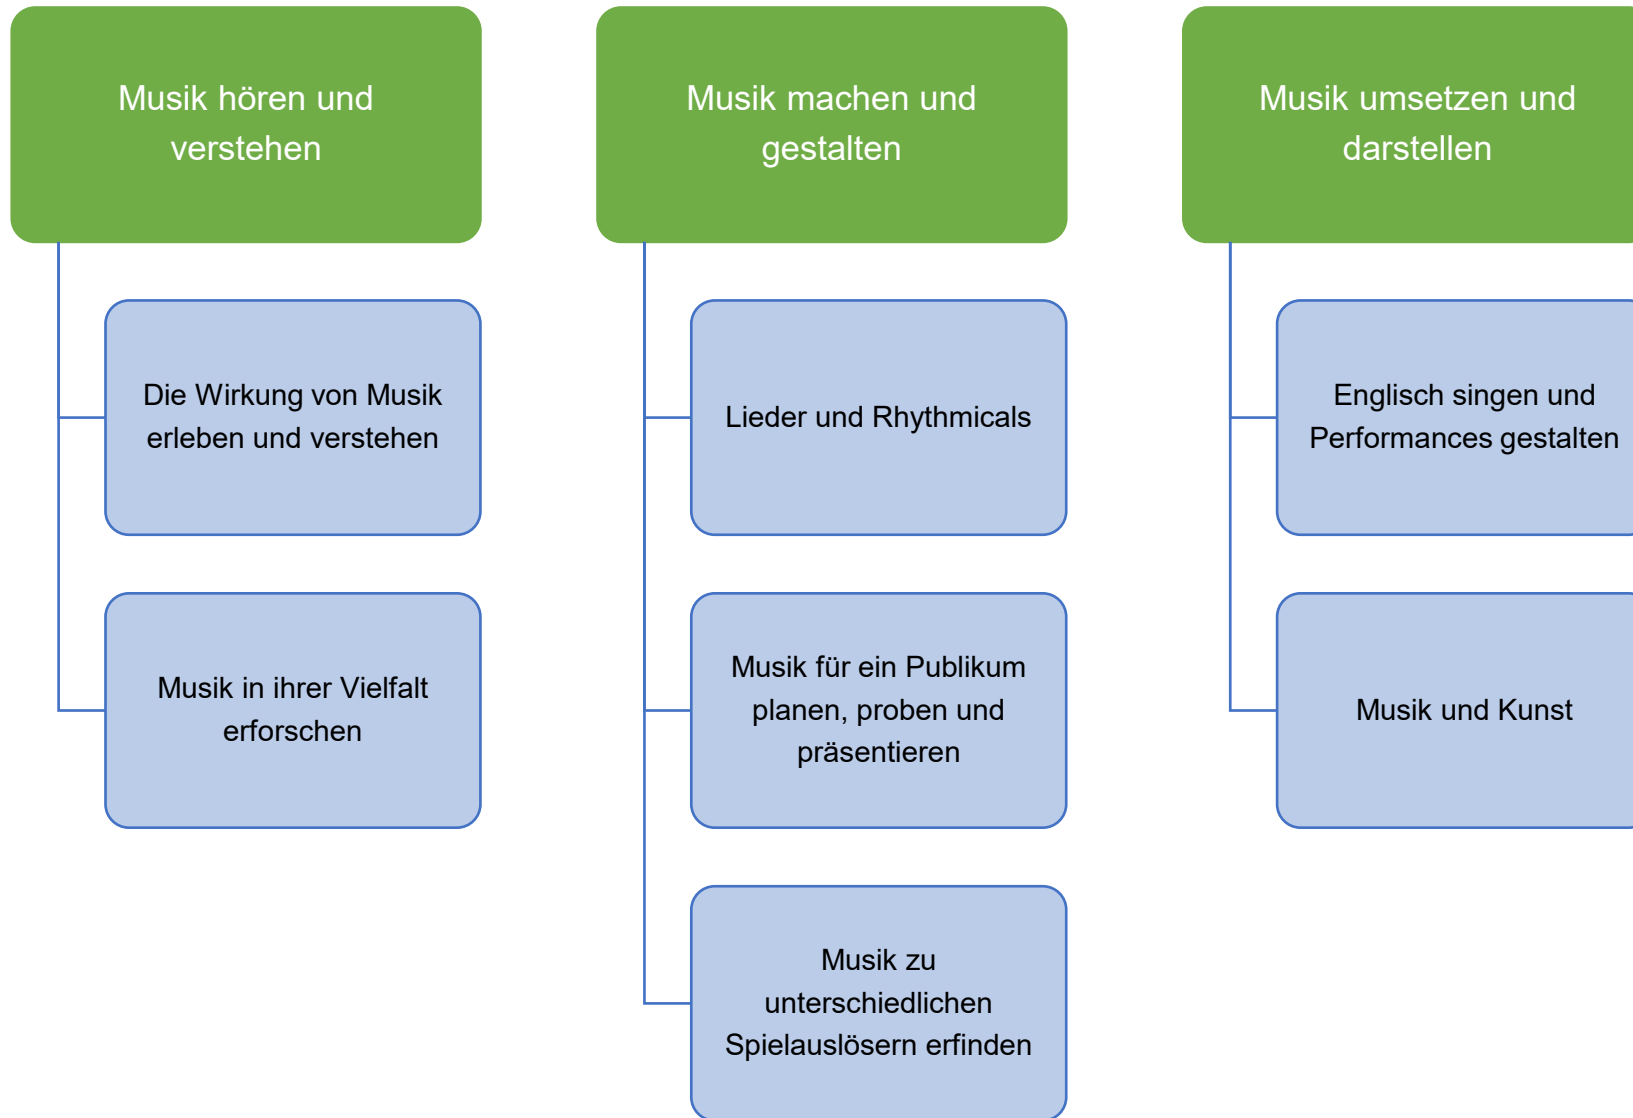 Musik hören und
verstehen
Die Wirkung von Musik
erleben und verstehen
Musik in ihrer Vielfalt
erforschen
Musik machen und
gestalten
Lieder und Rhythmicals
Musik für ein Publikum
planen, proben und
präsentieren
Musik zu
unterschiedlichen
Spielauslösern erfinden
Musik umsetzen und
darstellen
Englisch singen und
Performances gestalten
Musik und Kunst